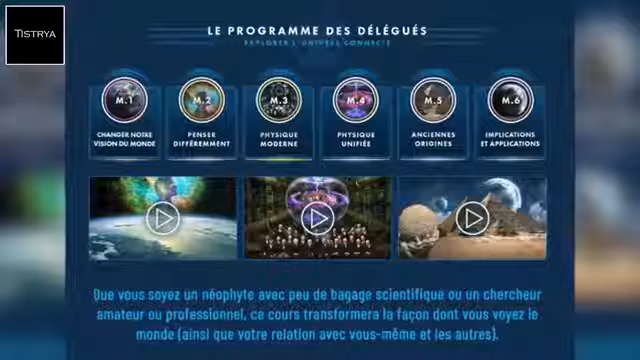 TISTRYA
LE PROGRAMME DES DÉLÉGUÉS
EXPLORER L'UNIVERS CONNECTÉ
M.1
M.2
M.3
M.4
M.5
M.6
CHANGER NOTRE
VISION DU MONDE
PENSER
DIFFÉREMMENT
PHYSIQUE
MODERNE
PHYSIQUE
UNIFIÉE
ANCIENNES
ORIGINES
IMPLICATIONS
ET APPLICATIONS
Que vous soyez un néophyte avec peu de bagage scientifique ou un chercheur
amateur ou professionnel, ce cours transformera la façon dont vous voyez le
monde (ainsi que votre relation avec vous-même et les autres).